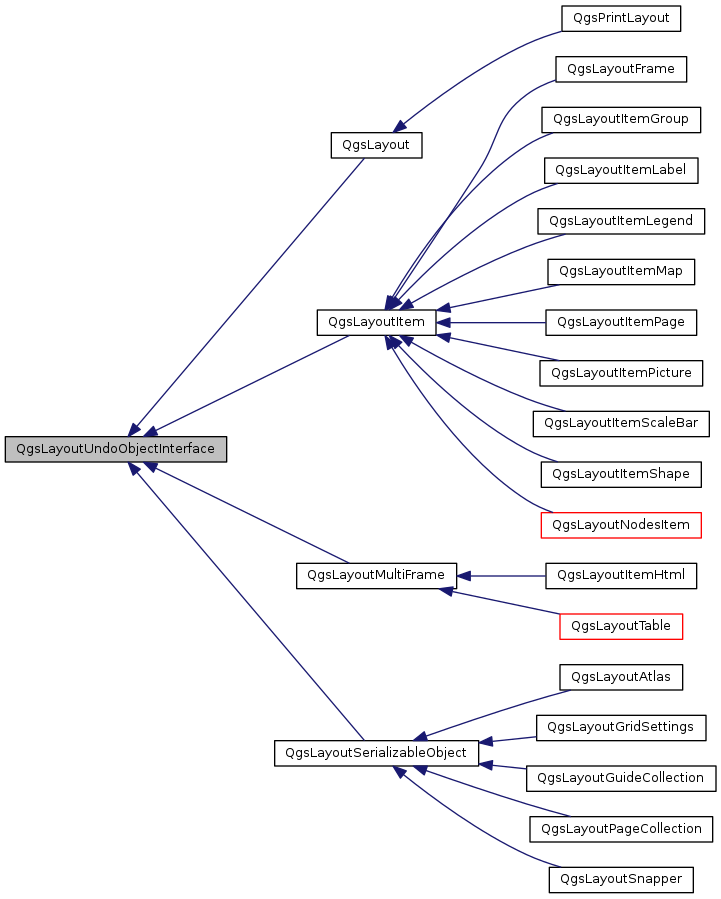 QgsPrintLayout
QgsLayoutFrame
QgsLayoutItemGroup
QgsLayout
QgsLayoutItemLabel
QgsLayoutItemLegend
QgsLayoutItemMap
QgsLayoutItem
QgsLayoutItemPage
QgsLayoutItemPicture
QgsLayoutItemScaleBar
QgsLayoutUndoObjectInterface
QgsLayoutItemShape
QgsLayoutNodesItem
QgsLayoutMultiFrame
QgsLayoutItemHtml
QgsLayoutTable
QgsLayoutAtlas
QgsLayoutGridSettings
QgsLayoutSerializableObject
QgsLayoutGuideCollection
QgsLayoutPageCollection
QgsLayoutSnapper